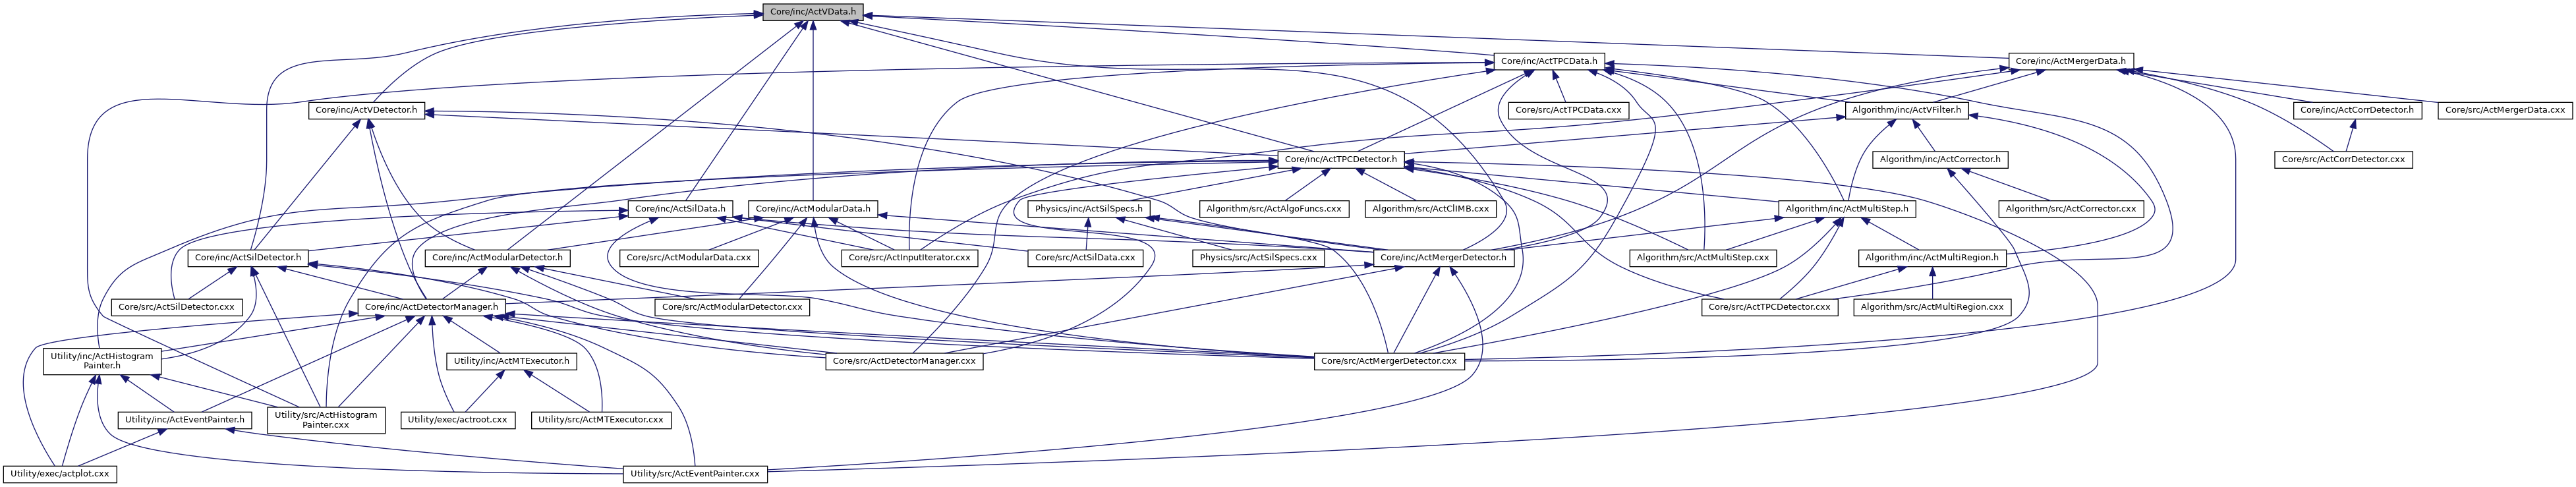 Core/inc/ActVData.h
Core/inc/ActTPCData.h
Core/inc/ActMergerData.h
Core/inc/ActVDetector.h
Core/src/ActTPCData.cxx
Algorithm/inc/ActVFilter.h
Core/inc/ActCorrDetector.h
Core/src/ActMergerData.cxx
Core/inc/ActTPCDetector.h
Algorithm/inc/ActCorrector.h
Core/src/ActCorrDetector.cxx
Core/inc/ActSilData.h
Core/inc/ActModularData.h
Physics/inc/ActSilSpecs.h
Algorithm/src/ActAlgoFuncs.cxx
Algorithm/src/ActClIMB.cxx
Algorithm/inc/ActMultiStep.h
Algorithm/src/ActCorrector.cxx
Core/inc/ActSilDetector.h
Core/inc/ActModularDetector.h
Core/src/ActModularData.cxx
Core/src/ActInputIterator.cxx
Core/src/ActSilData.cxx
Physics/src/ActSilSpecs.cxx
Core/inc/ActMergerDetector.h
Algorithm/src/ActMultiStep.cxx
Algorithm/inc/ActMultiRegion.h
Core/src/ActSilDetector.cxx
Core/inc/ActDetectorManager.h
Core/src/ActModularDetector.cxx
Core/src/ActTPCDetector.cxx
Algorithm/src/ActMultiRegion.cxx
Utility/inc/ActHistogram
Painter.h
Utility/inc/ActMTExecutor.h
Core/src/ActDetectorManager.cxx
Core/src/ActMergerDetector.cxx
Utility/inc/ActEventPainter.h
Utility/src/ActHistogram
Painter.cxx
Utility/exec/actroot.cxx
Utility/src/ActMTExecutor.cxx
Utility/exec/actplot.cxx
Utility/src/ActEventPainter.cxx